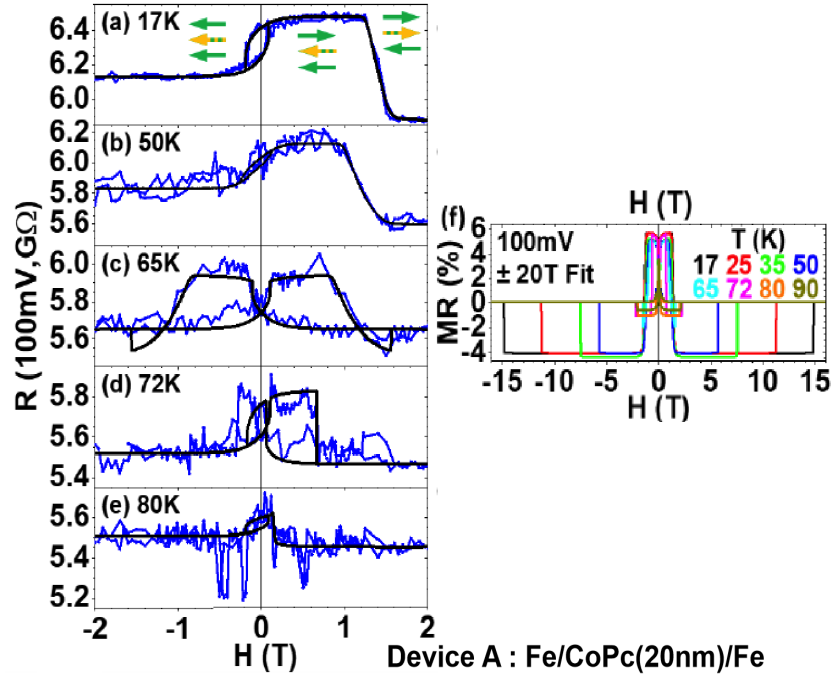 (a) 17K
6.4
6.2
6.0
(b) 50K
6.2
6.0
5.8
5.6
(c) 65K
6.0
5.8
5.6
(d) 72K
5.8
5.6
5.4
(e) 80K
5.6
5.4
5.2
R (100mV,GΩ)
-2 -1 0 1 2
H (T)
H (T)
(f)
6
4
2
0
-2
-4
MR (%)
100mV
± 20T Fit
T (K)
17 25 35 50
65 72 80 90
-15 -10 -5 0 5 10 15
H (T)
Device A : Fe/CoPc(20nm)/Fe